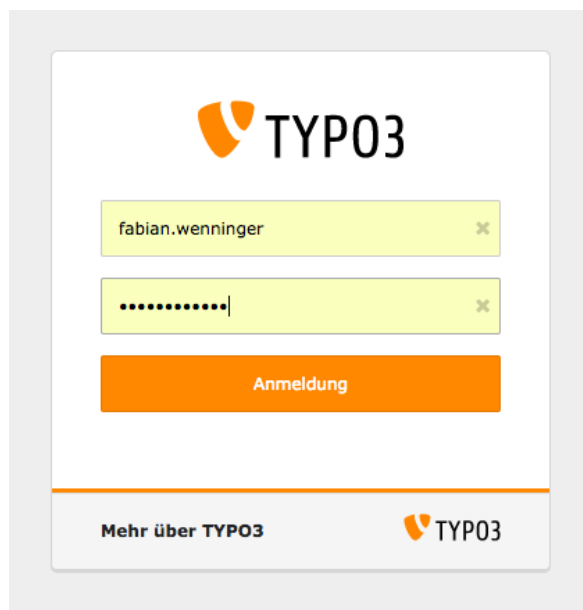 TYPO3
fabian.wenninger
••••••••••••
Anmeldung
Mehr über TYPO3
TYPO3